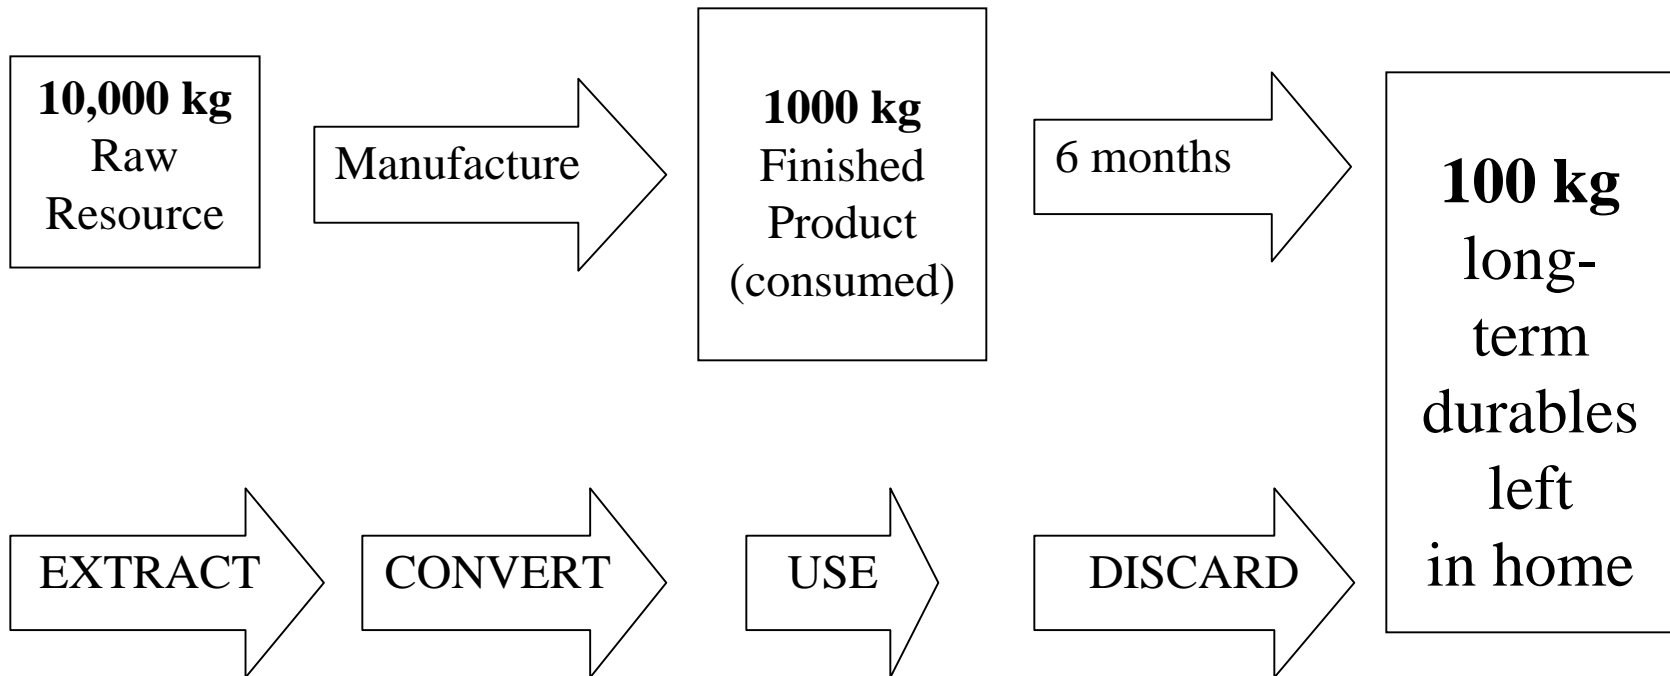 10,000 kg
Raw
Resource
Manufacture
1000 kg
Finished
Product
(consumed)
6 months
100 kg
long-
term
durables
left
in home
EXTRACT
CONVERT
USE
DISCARD